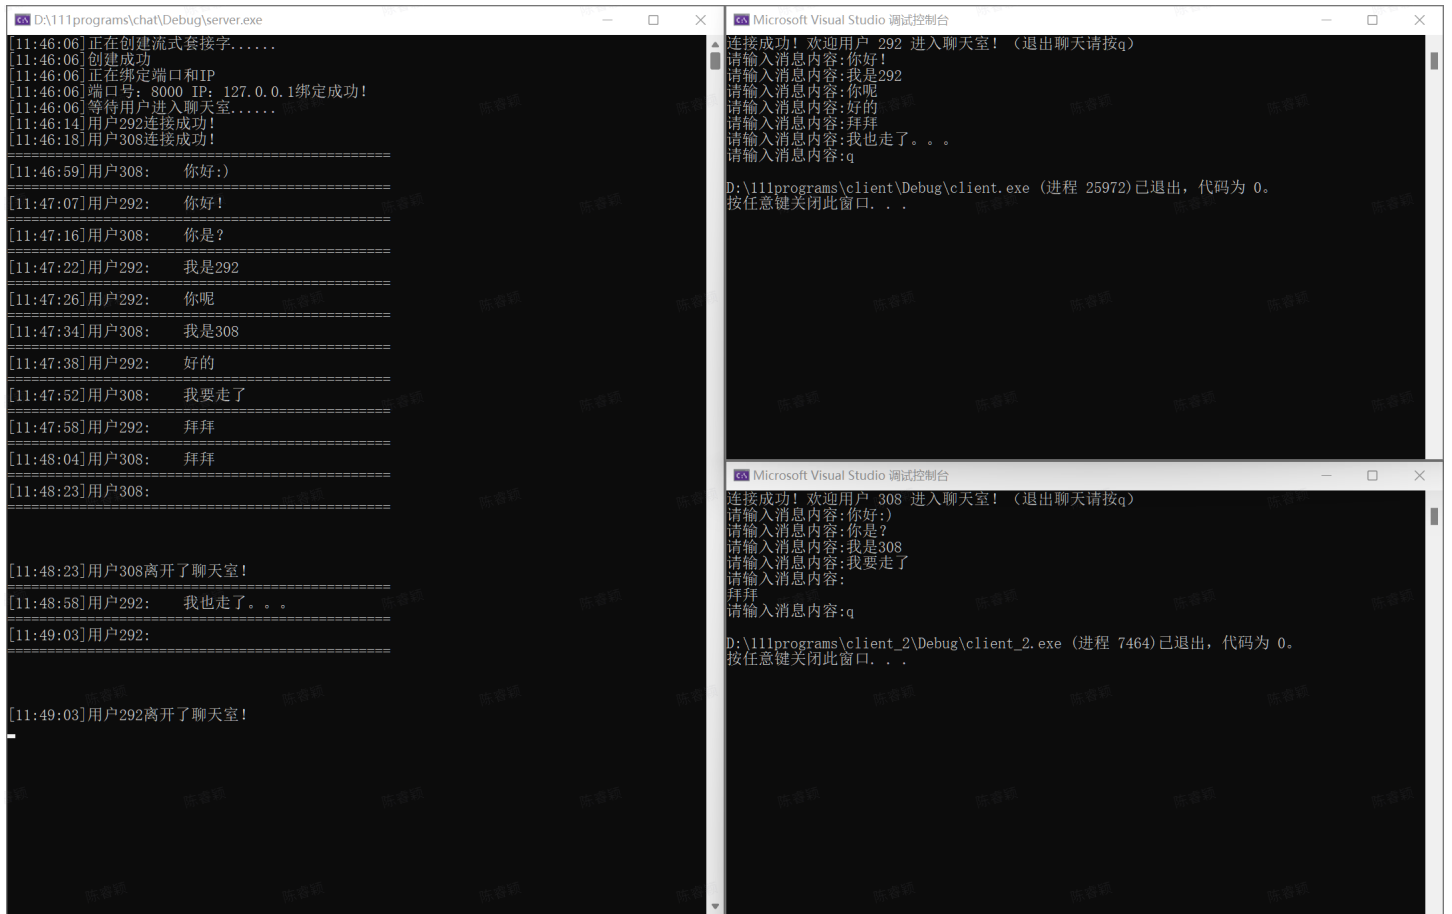 D:\111programs\chat\Debug\server.exe
[11:46:06]正在创建流式套接字......
[11:46:06]创建成功
[11:46:06]正在绑定端口和IP
[11:46:06]端口号: 8000 IP: 127.0.0.1绑定成功!
[11:46:06]等待用户进入聊天室......
[11:46:14]用户292连接成功!
[11:46:18]用户308连接成功!
================================================
[11:46:59]用户308:    你好:)
================================================
[11:47:07]用户292:    你好!
================================================
[11:47:16]用户308:    你是?
================================================
[11:47:22]用户292:    我是292
================================================
[11:47:26]用户292:    你呢
================================================
[11:47:34]用户308:    我是308
================================================
[11:47:38]用户292:    好的
================================================
[11:47:52]用户308:    我要走了
================================================
[11:47:58]用户292:    拜拜
================================================
[11:48:04]用户308:    拜拜
================================================
[11:48:23]用户308:
================================================
[11:48:23]用户308离开了聊天室!
================================================
[11:48:58]用户292:    我也走了。。。
================================================
[11:49:03]用户292:
================================================
[11:49:03]用户292离开了聊天室!
Microsoft Visual Studio 调试控制台
连接成功! 欢迎用户 292 进入聊天室! (退出聊天请按q)
请输入消息内容:你好!
请输入消息内容:我是292
请输入消息内容:你呢
请输入消息内容:好的
请输入消息内容:拜拜
请输入消息内容:我也走了。。。
请输入消息内容:q
D:\111programs\client\Debug\client.exe (进程 25972)已退出，代码为 0。
按任意键关闭此窗口. . .
Microsoft Visual Studio 调试控制台
连接成功! 欢迎用户 308 进入聊天室! (退出聊天请按q)
请输入消息内容:你好:)
请输入消息内容:你是?
请输入消息内容:我是308
请输入消息内容:我要走了
请输入消息内容:
拜拜
请输入消息内容:q
D:\111programs\client_2\Debug\client_2.exe (进程 7464)已退出，代码为 0。
按任意键关闭此窗口. . .
陈睿颖